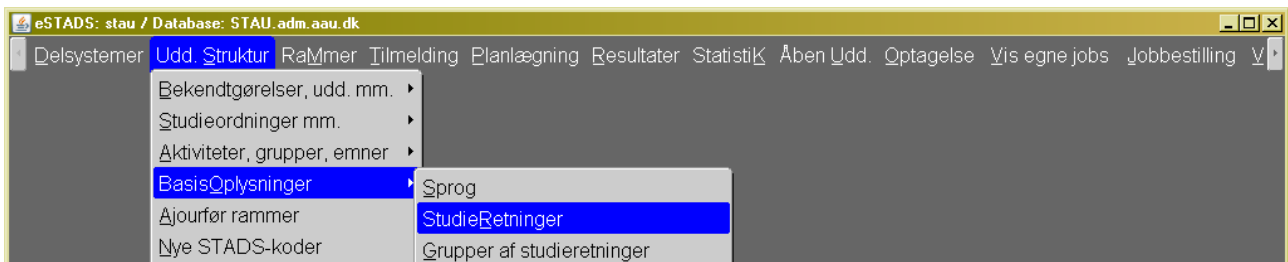 eSTADS: stau / Database: STAU.adm.aau.dk
Delsystemer Udd. Struktur RaMmer Tilmelding Planlægning Resultater StatistiK Åben Udd. Optagelse Vis egne jobs Jobbestilling V
Bekendtgørelser, udd. mm.
Studieordninger mm.
Aktiviteter, grupper, emner
BasisOplysninger
Sprog
Ajourfør rammer
StudieRetninger
Nye STADS-koder
Grupper af studieretninger